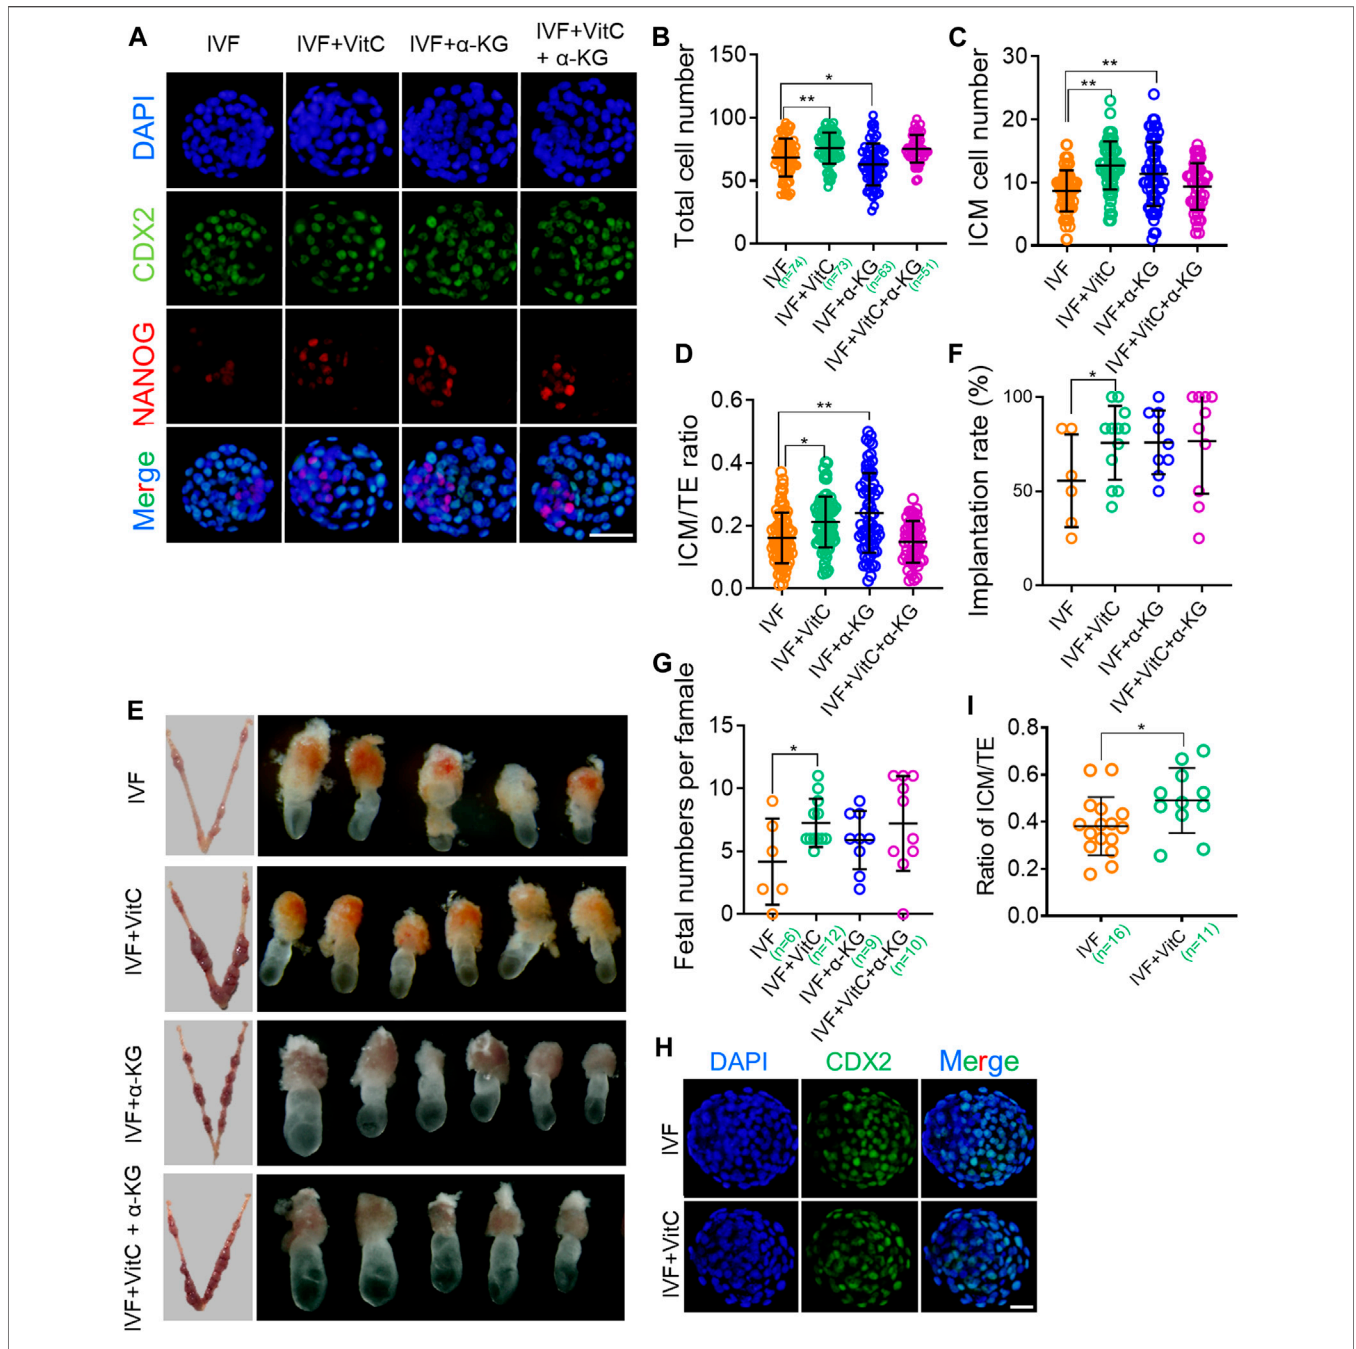 A
IVF
IVF+VitC
IVF+α-KG
IVF+VitC
+ α-KG
DAPI
CDX2
NANOG
Merge
B
Total cell number
150
100
50
0
*
**
IVF
(n=74)
IVF+VitC
(n=73)
IVF+α-KG
(n=63)
IVF+VitC+α-KG
(n=51)
C
ICM cell number
30
20
10
0
**
**
IVF
IVF+VitC
IVF+α-KG
IVF+VitC+α-KG
D
ICM/TE ratio
0.6
0.4
0.2
0.0
**
*
IVF
IVF+VitC
IVF+α-KG
IVF+VitC+α-KG
F
Implantation rate (%)
100
50
0
*
IVF
IVF+VitC
IVF+α-KG
IVF+VitC+α-KG
E
IVF
IVF+VitC
IVF+α-KG
IVF+VitC + α-KG
G
Fetal numbers per famale
15
10
5
0
*
IVF
(n=6)
IVF+VitC
(n=12)
IVF+α-KG
(n=9)
IVF+VitC+α-KG
(n=10)
I
Ratio of ICM/TE
0.8
0.6
0.4
0.2
0.0
*
IVF
(n=16)
IVF+VitC
(n=11)
H
DAPI
CDX2
Merge
IVF
IVF+VitC